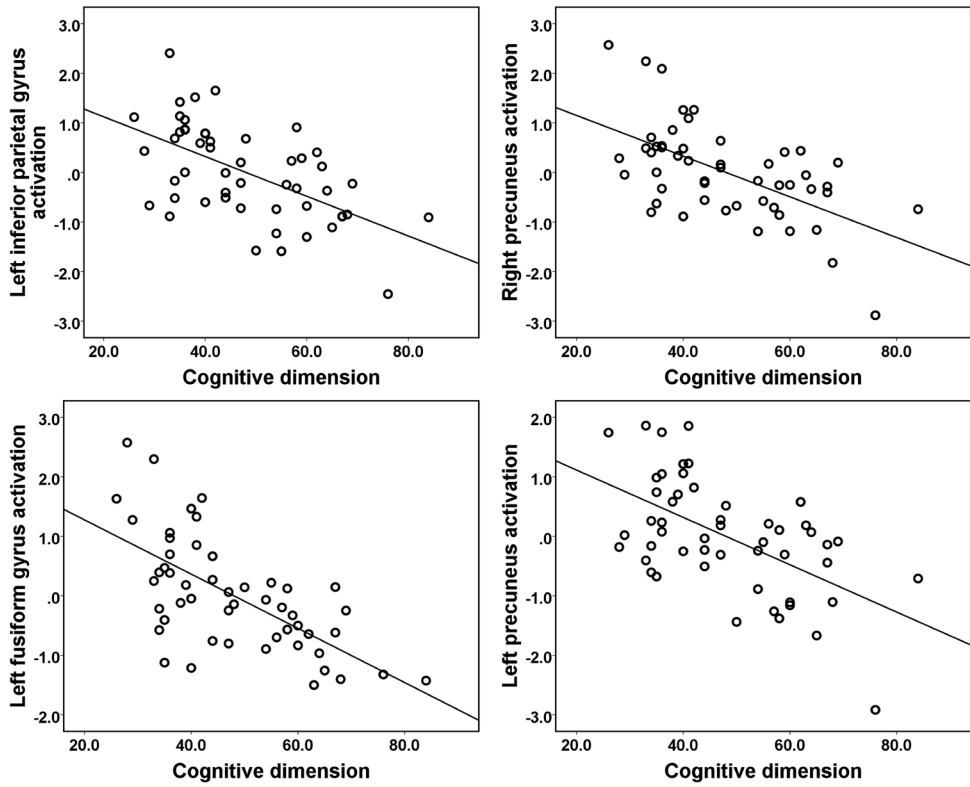 3.0
2.0
1.0
.0
-1.0
-2.0
-3.0
Left inferior parietal gyrus
activation
20.0 40.0 60.0 80.0
Cognitive dimension
3.0
2.0
1.0
.0
-1.0
-2.0
-3.0
Right precuneus activation
20.0 40.0 60.0 80.0
Cognitive dimension
3.0
2.0
1.0
.0
-1.0
-2.0
Left fusiform gyrus activation
20.0 40.0 60.0 80.0
Cognitive dimension
2.0
1.0
.0
-1.0
-2.0
-3.0
Left precuneus activation
20.0 40.0 60.0 80.0
Cognitive dimension